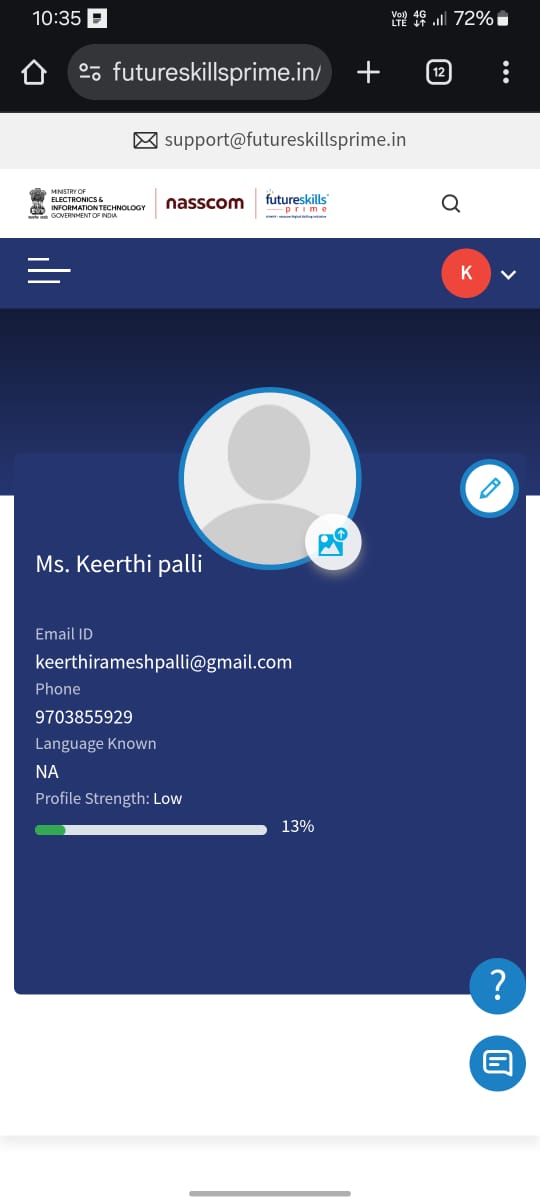 10:35 Vo) LTE 4G 72%
futureskillsprime.in/ 12
support@futureskillsprime.in
MINISTRY OF
ELECTRONICS &
INFORMATION TECHNOLOGY
GOVERNMENT OF INDIA
nasscom
futureskills
prime
K
Ms. Keerthi palli
Email ID
keerthirameshpalli@gmail.com
Phone
9703855929
Language Known
NA
Profile Strength: Low
13%
?